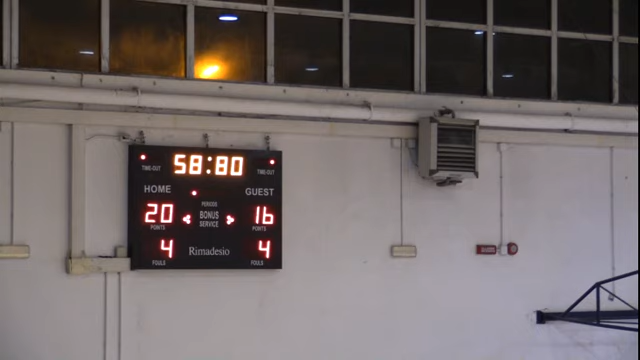 58:80
TIME-OUT TIME-OUT
HOME GUEST
PERIODS
20 BONUS 16
POINTS SERVICE POINTS
4 Rimadesio 4
FOULS FOULS